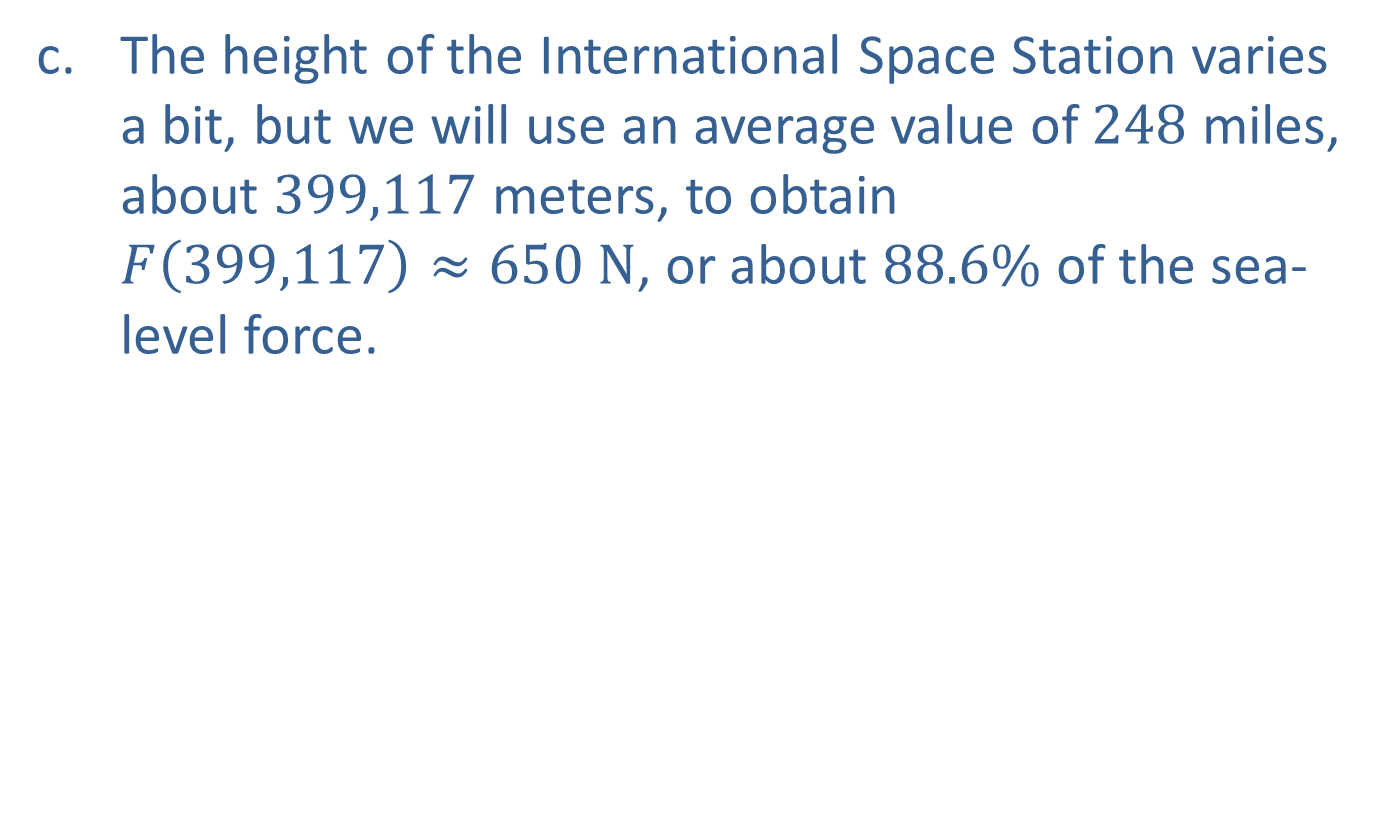 c. The height of the International Space Station varies
a bit, but we will use an average value of 248 miles,
about 399,117 meters, to obtain
F(399,117) ≈ 650 N, or about 88.6% of the sea-
level force.